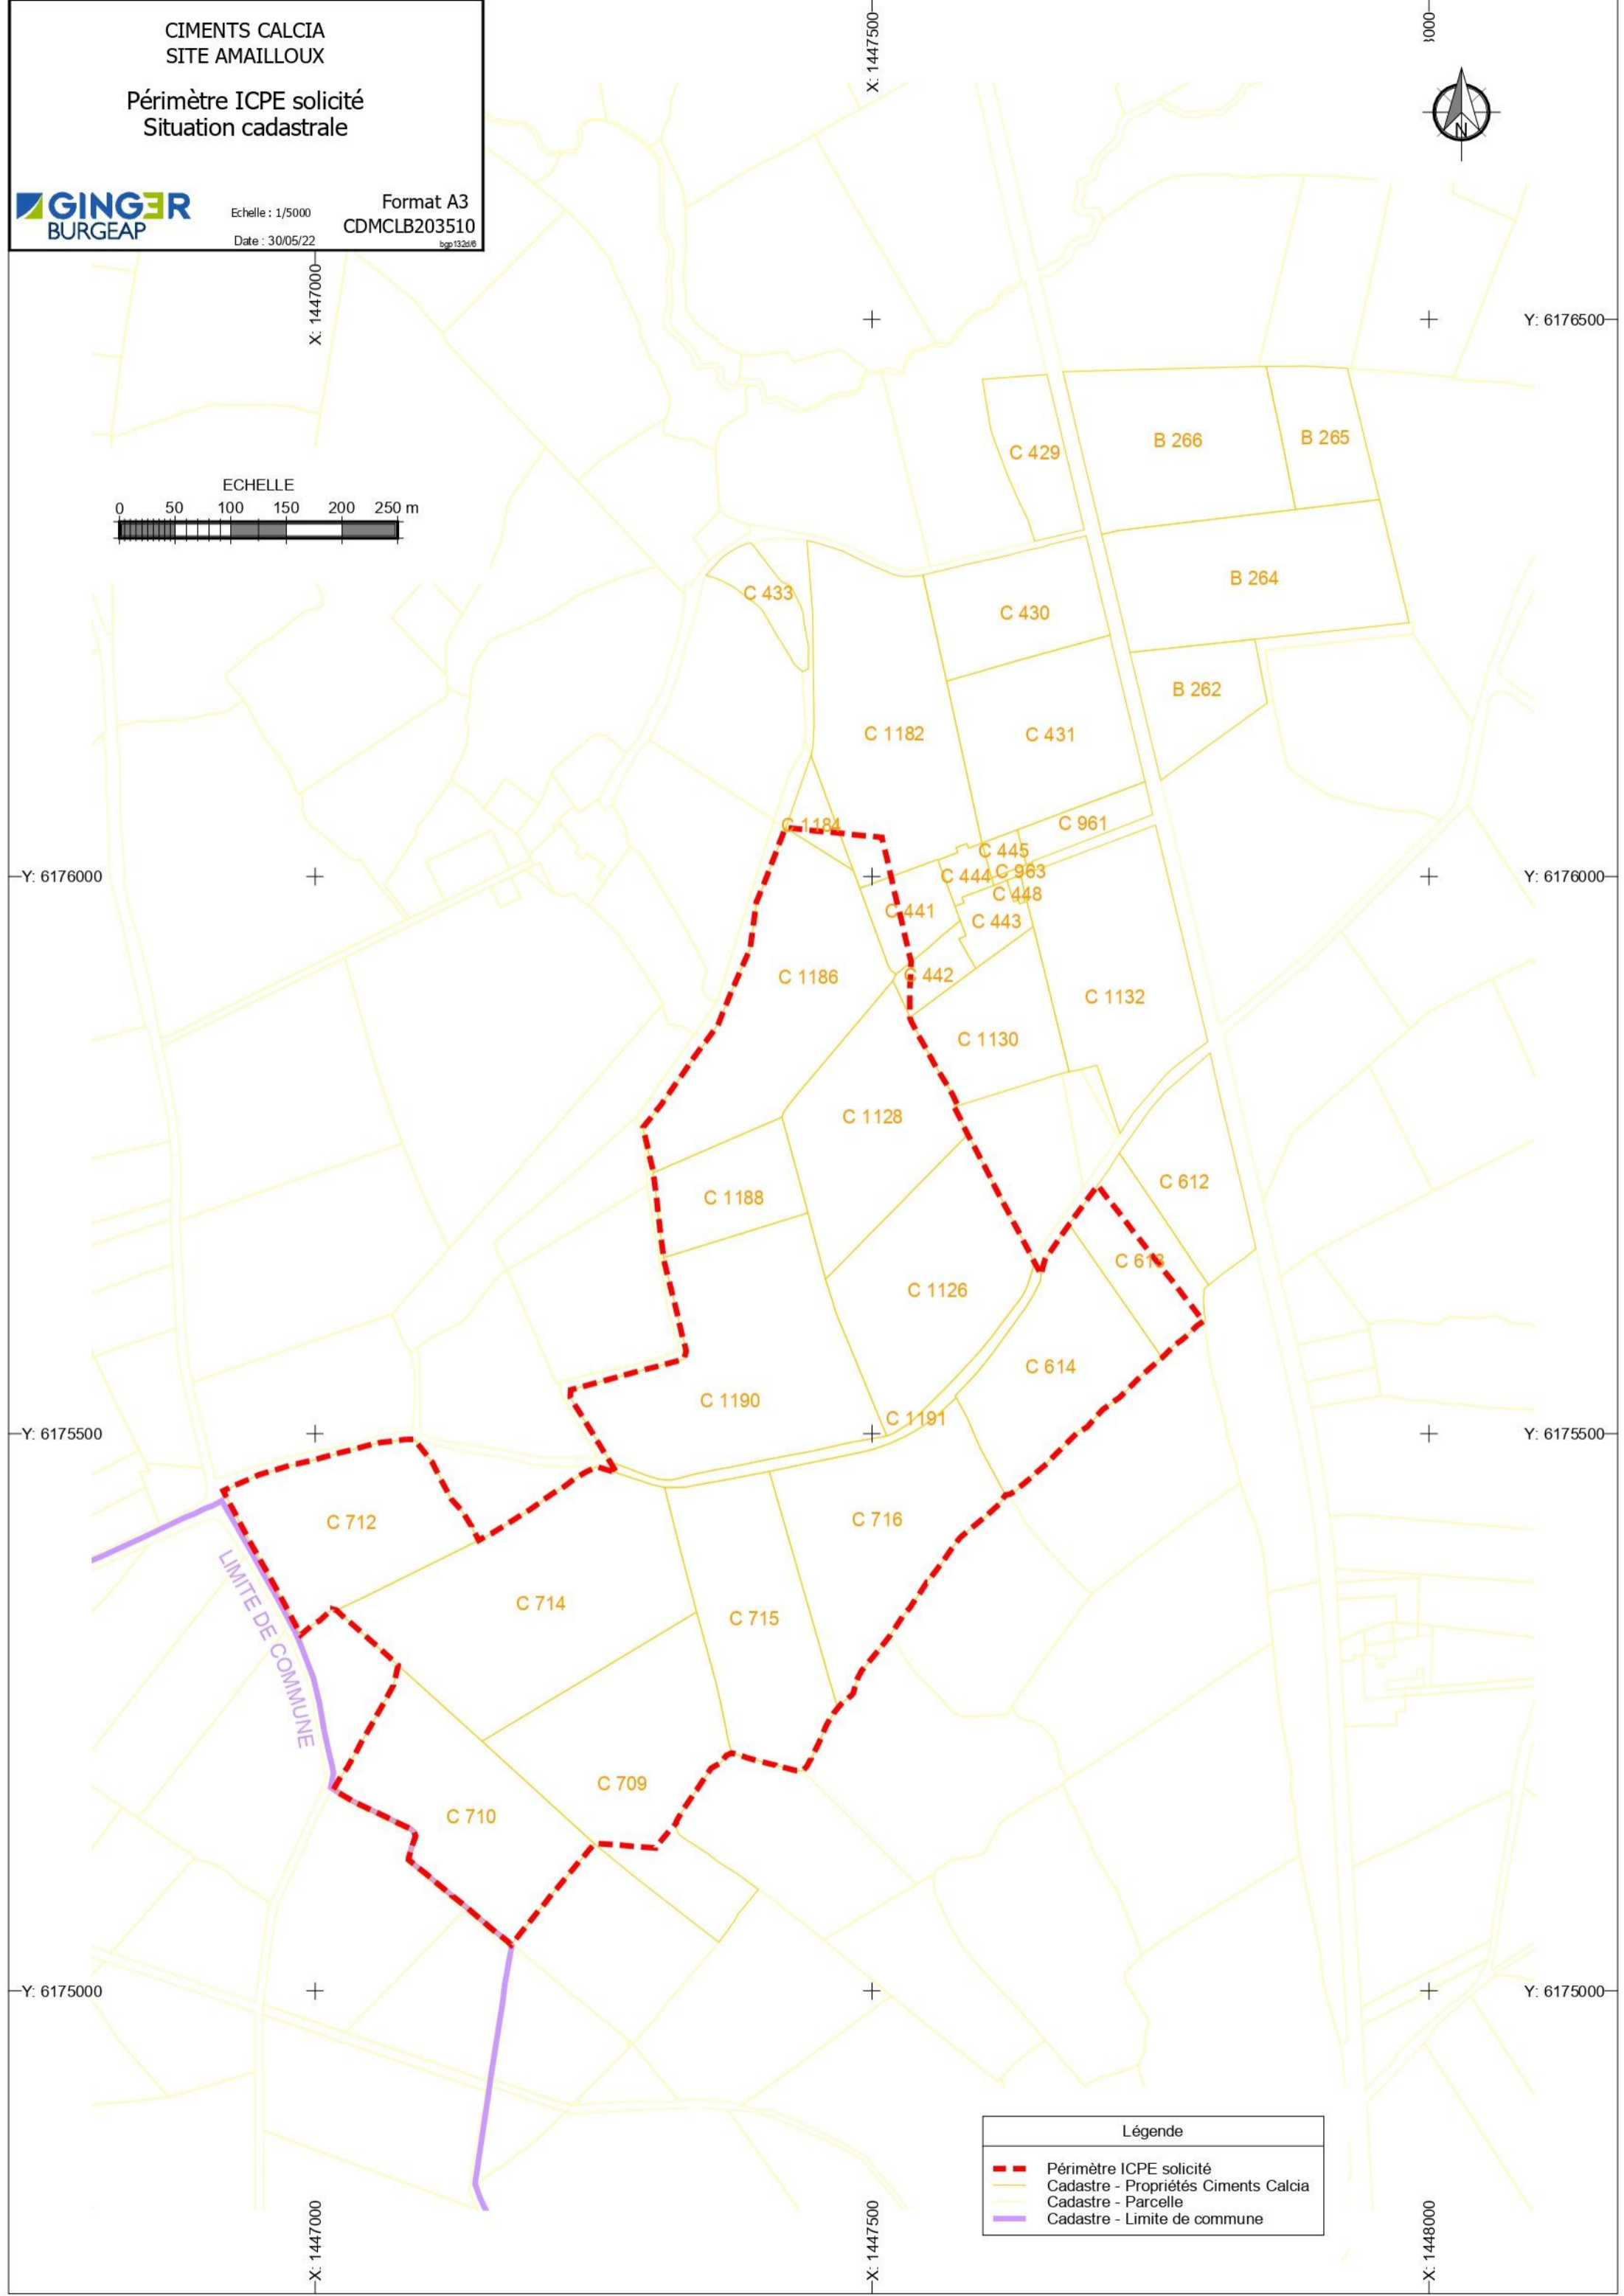 CIMENTS CALCIA
SITE AMAILLOUX
Périmètre ICPE solicité
Situation cadastrale
GINGER
BURGEAP
Echelle : 1/5000
Date : 30/05/22
Format A3
CDMCLB203510
bgp132d/6
X: 1447500
X: 1447000
Y: 6176500
ECHELLE
0 50 100 150 200 250 m
N
C 429
B 266
B 265
B 264
C 433
C 430
B 262
C 1182
C 431
C 1184
C 961
C 445
Y: 6176000
C 444
C 963
Y: 6176000
C 448
C 441
C 443
C 1186
C 442
C 1132
C 1130
C 1128
C 1188
C 612
C 613
C 1126
C 614
C 1190
C 1191
Y: 6175500
Y: 6175500
C 712
C 716
C 714
C 715
LIMITE DE COMMUNE
C 709
C 710
Y: 6175000
Y: 6175000
Légende
Périmètre ICPE solicité
Cadastre - Propriétés Ciments Calcia
Cadastre - Parcelle
Cadastre - Limite de commune
X: 1447000
X: 1447500
X: 1448000